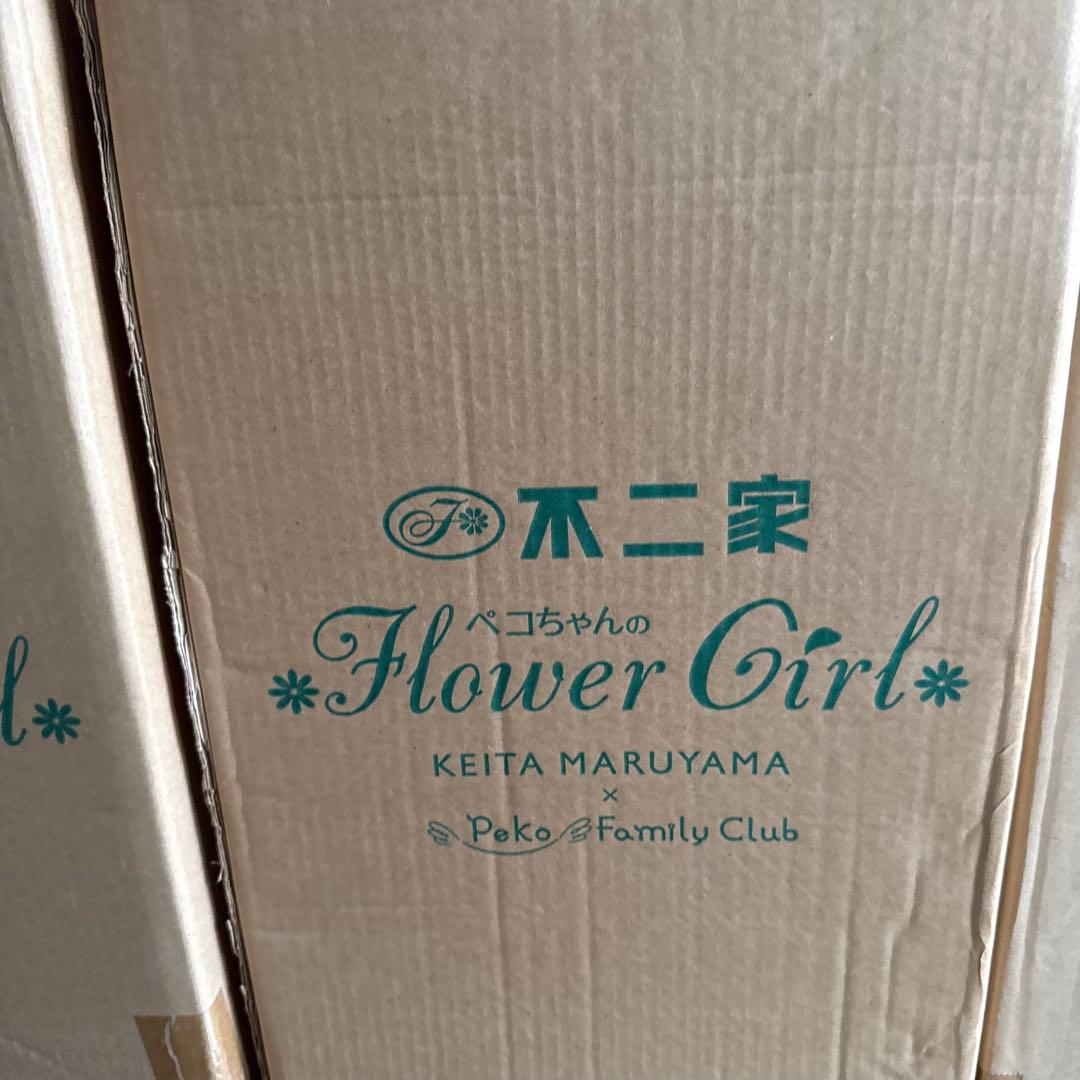 F 不二家
ペコちゃんの
Flower Girl
KEITA MARUYAMA
×
Peko Family Club
l